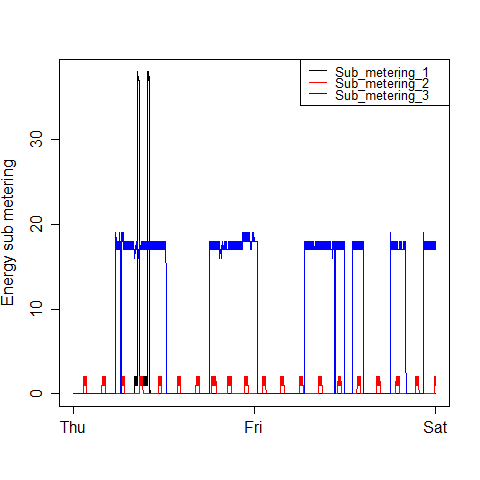 Sub_metering_1
Sub_metering_2
Sub_metering_3
Energy sub metering
30
20
10
0
Thu
Fri
Sat